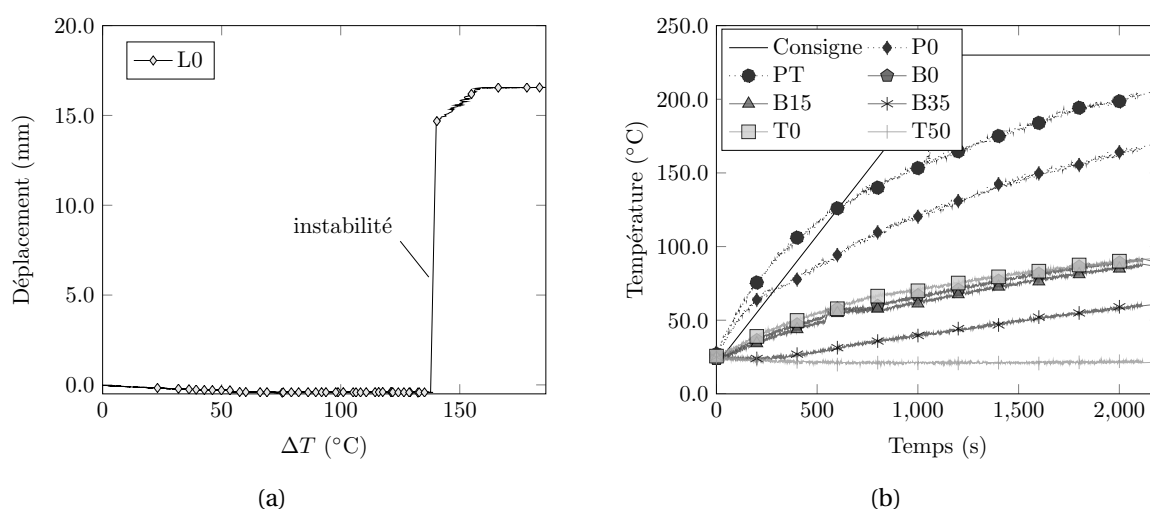 20.0
15.0
10.0
5.0
0.0
Déplacement (mm)
L0
instabilité
0
50
100
150
ΔT (°C)
(a)
250.0
200.0
150.0
100.0
50.0
0.0
Température (°C)
Consigne
P0
PT
B0
B15
B35
T0
T50
0
500
1,000
1,500
2,000
Temps (s)
(b)